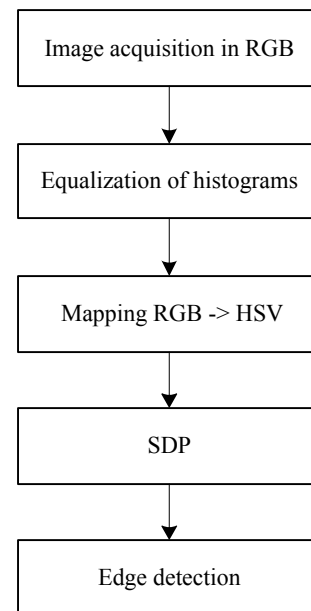 Image acquisition in RGB
Equalization of histograms
Mapping RGB -> HSV
SDP
Edge detection